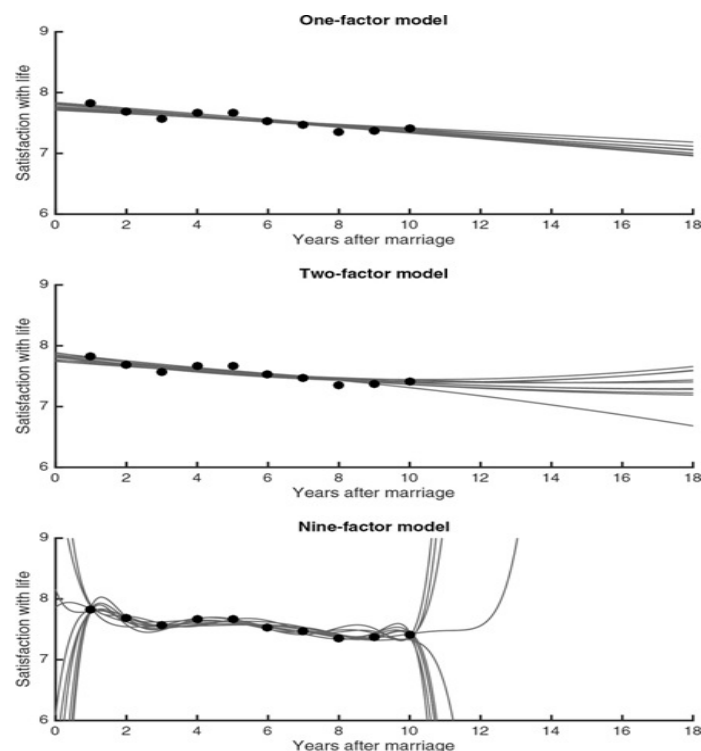 One-factor model
9
8
7
6
Satisfaction with life
0 2 4 6 8 10 12 14 16 18
Years after marriage
Two-factor model
9
8
7
6
Satisfaction with life
0 2 4 6 8 10 12 14 16 18
Years after marriage
Nine-factor model
9
8
7
6
Satisfaction with life
0 2 4 6 8 10 12 14 16 18
Years after marriage